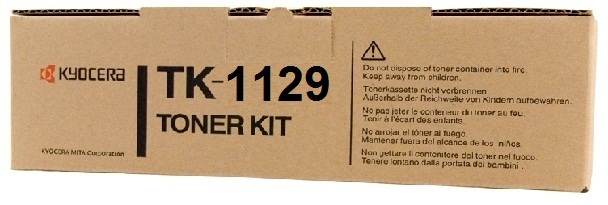 KYOCERA
TK-1129
TONER KIT
KYOCERA MITA Corporation
Do not dispose of toner container into fire.
Keep away from children.
Tonerkassette nicht verbrennen.
Außerhalb der Reichweite von Kindern aufbewahren.
Ne pas jeter le conteneur du toner au feu.
Tenir à l'écart des enfants.
No arrojar el tóner al fuego.
Mantener fuera del alcance de los niños.
Non gettare il contenitore del toner nel fuoco.
Tenere lontano dalla portata dei bambini.